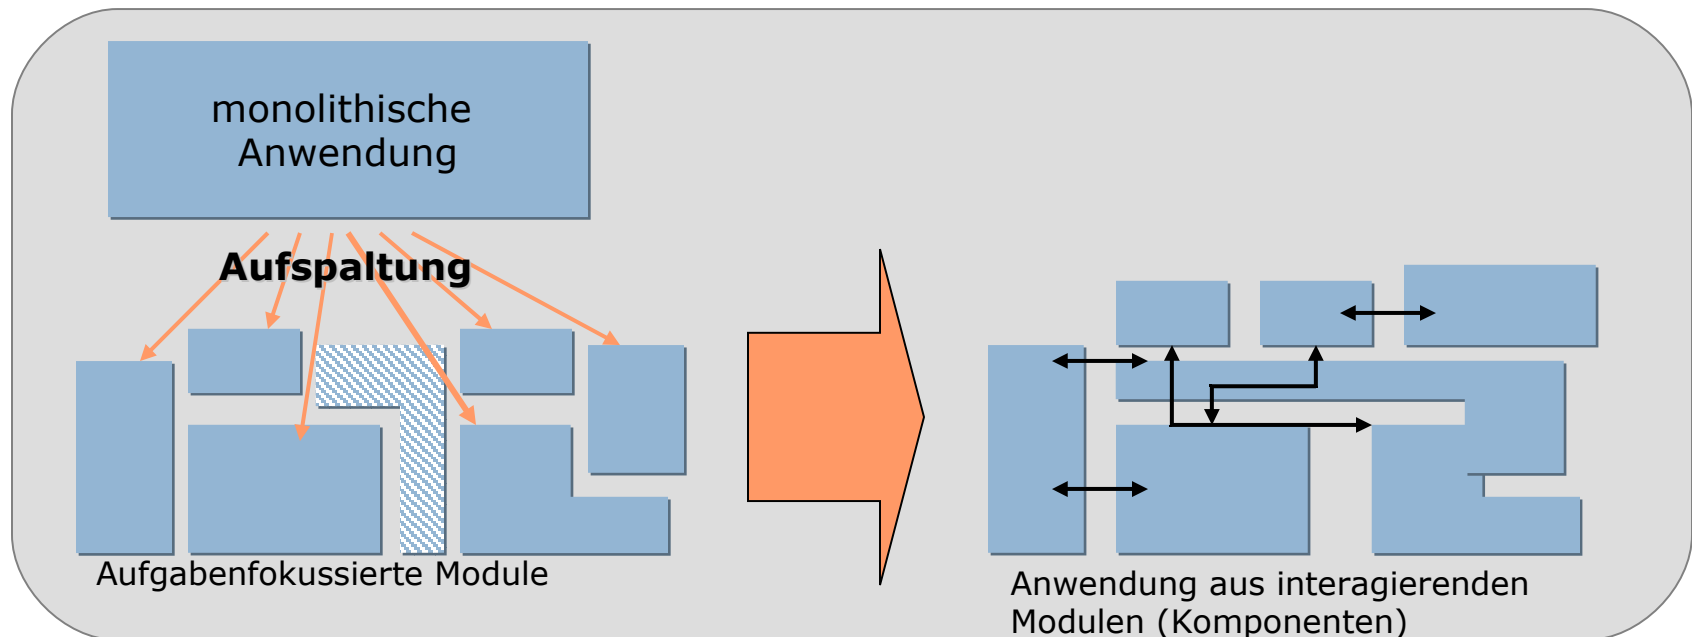 monolithische
Anwendung
Aufspaltung
Aufgabenfokussierte Module
Anwendung aus interagierenden
Modulen (Komponenten)